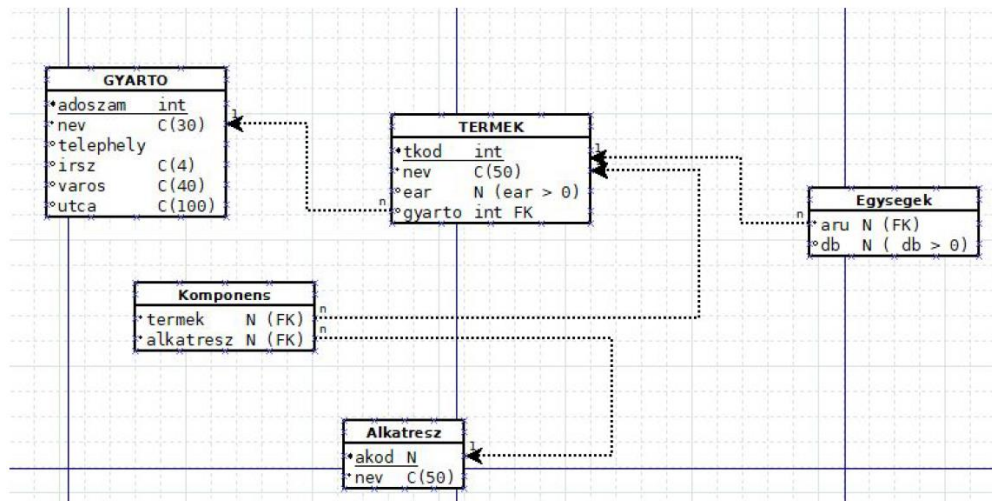 GYARTO
adoszam int
nev C(30)
telephely
irsz C(4)
varos C(40)
utca C(100)
1
n
TERMEK
tkod int
nev C(50)
ear N (ear > 0)
gyarto int FK
1
n
Egysegek
aru N (FK)
db N ( db > 0)
Komponens
termek N (FK)
alkatresz N (FK)
n
n
1
Alkatresz
akod N
nev C(50)